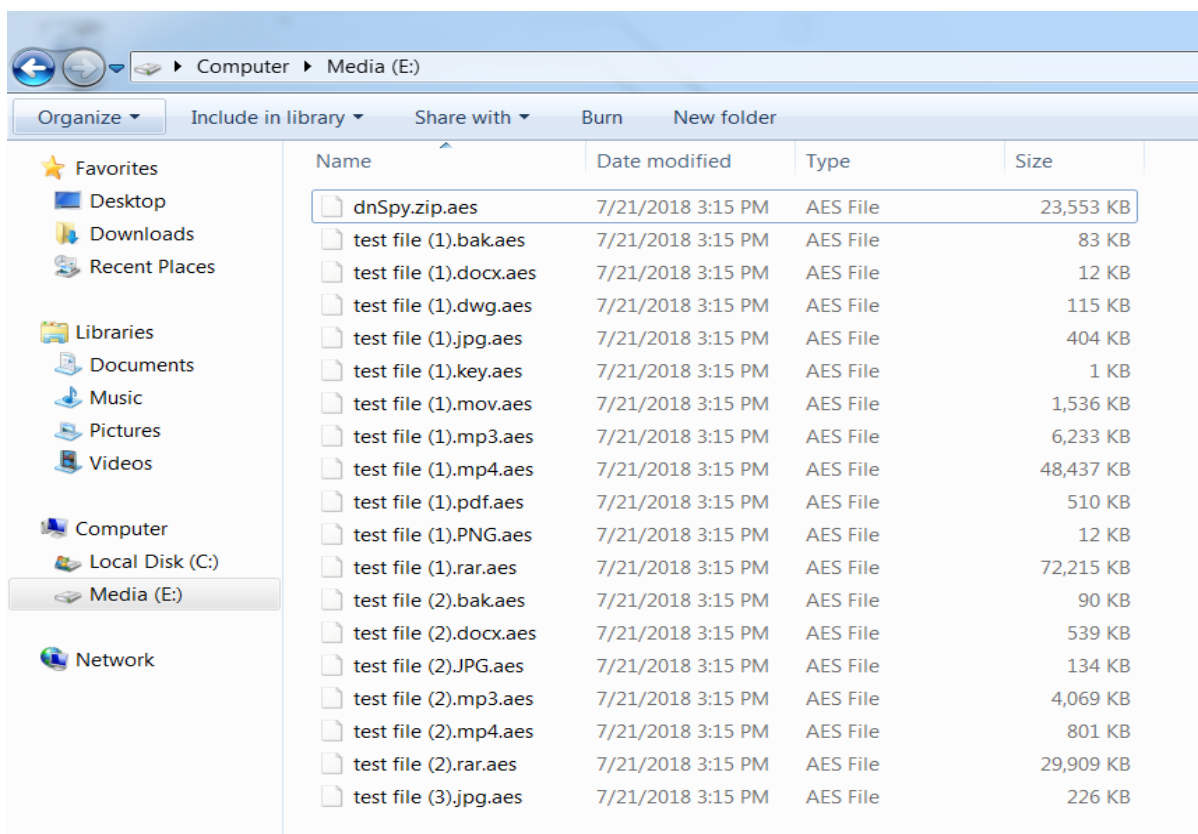 Computer Media (E:)
Organize Include in library Share with Burn New folder
Favorites
Desktop
Downloads
Recent Places
Libraries
Documents
Music
Pictures
Videos
Computer
Local Disk (C:)
Media (E:)
Network
Name Date modified Type Size
dnSpy.zip.aes 7/21/2018 3:15 PM AES File 23,553 KB
test file (1).bak.aes 7/21/2018 3:15 PM AES File 83 KB
test file (1).docx.aes 7/21/2018 3:15 PM AES File 12 KB
test file (1).dwg.aes 7/21/2018 3:15 PM AES File 115 KB
test file (1).jpg.aes 7/21/2018 3:15 PM AES File 404 KB
test file (1).key.aes 7/21/2018 3:15 PM AES File 1 KB
test file (1).mov.aes 7/21/2018 3:15 PM AES File 1,536 KB
test file (1).mp3.aes 7/21/2018 3:15 PM AES File 6,233 KB
test file (1).mp4.aes 7/21/2018 3:15 PM AES File 48,437 KB
test file (1).pdf.aes 7/21/2018 3:15 PM AES File 510 KB
test file (1).PNG.aes 7/21/2018 3:15 PM AES File 12 KB
test file (1).rar.aes 7/21/2018 3:15 PM AES File 72,215 KB
test file (2).bak.aes 7/21/2018 3:15 PM AES File 90 KB
test file (2).docx.aes 7/21/2018 3:15 PM AES File 539 KB
test file (2).JPG.aes 7/21/2018 3:15 PM AES File 134 KB
test file (2).mp3.aes 7/21/2018 3:15 PM AES File 4,069 KB
test file (2).mp4.aes 7/21/2018 3:15 PM AES File 801 KB
test file (2).rar.aes 7/21/2018 3:15 PM AES File 29,909 KB
test file (3).jpg.aes 7/21/2018 3:15 PM AES File 226 KB